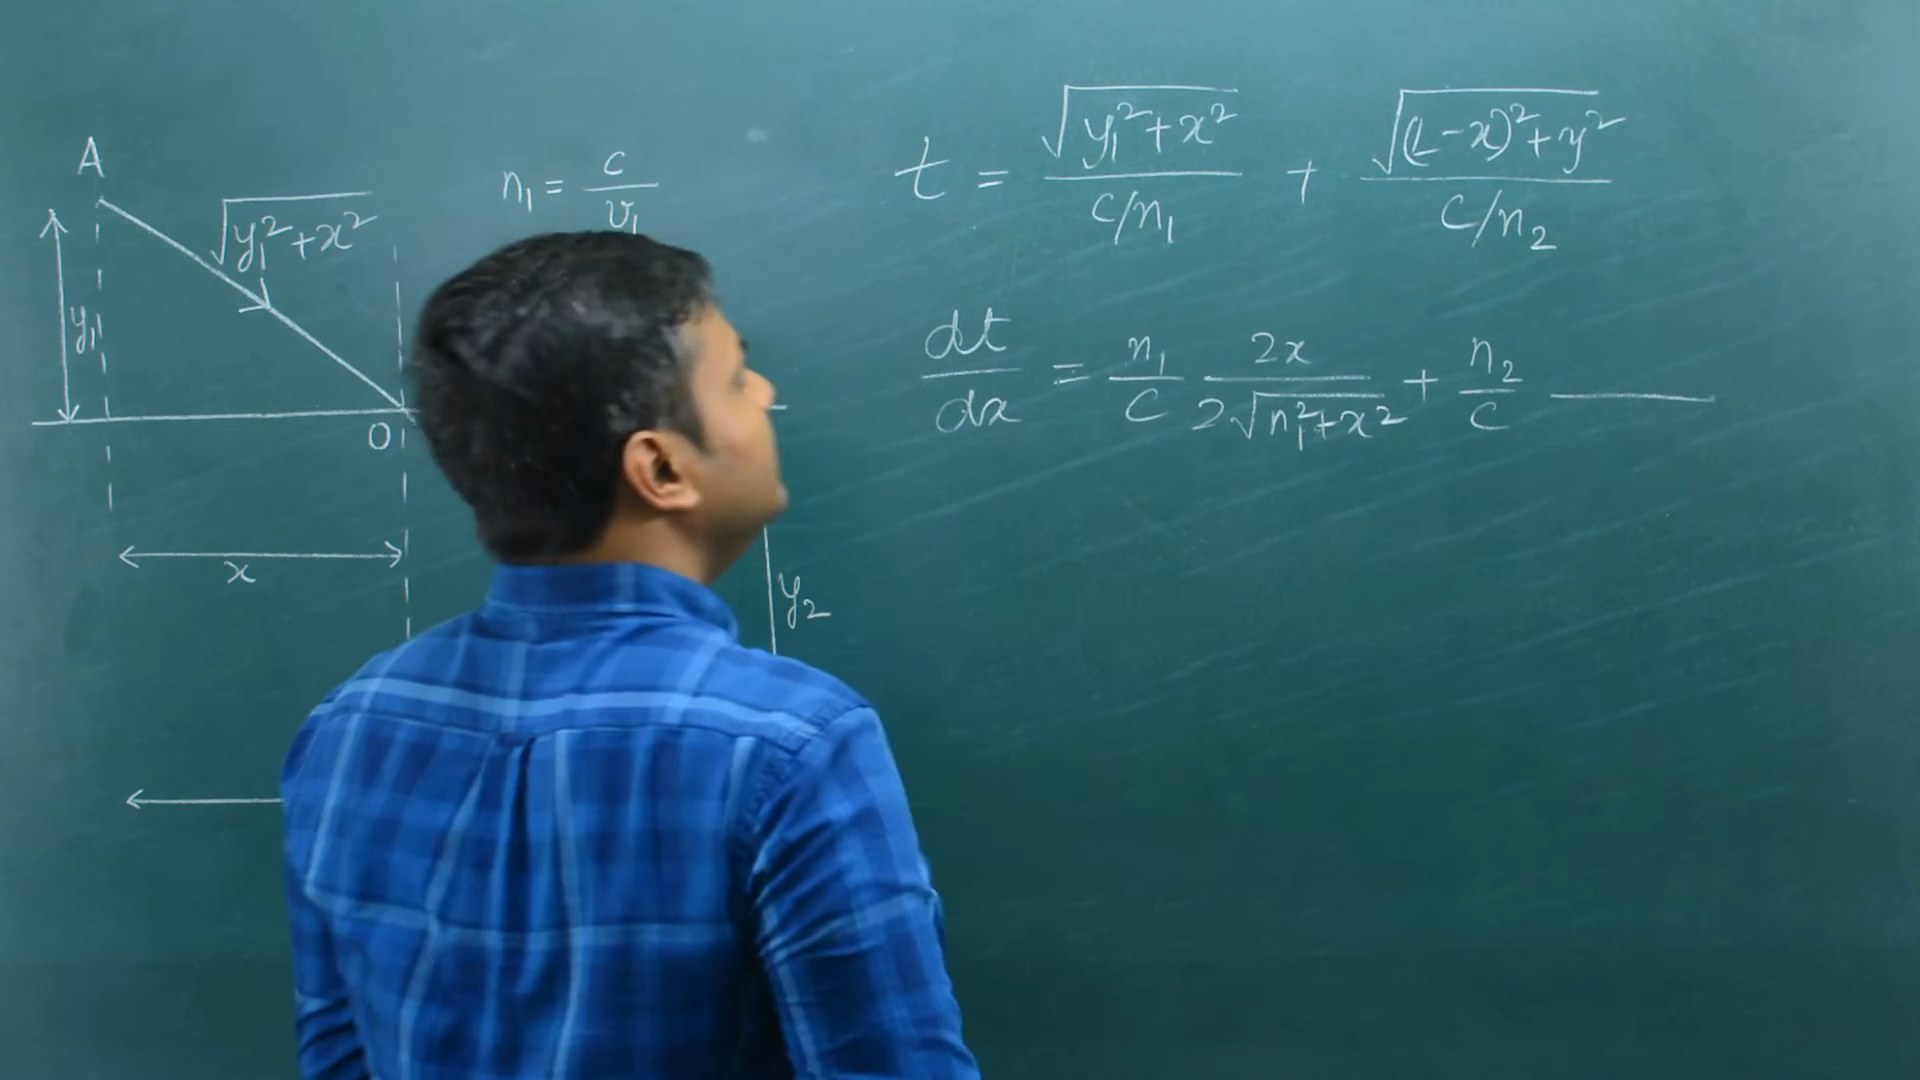 A
√(y₁²+x²)
y₁
O
x
n₁ = c/v₁
y₂
t = √(y₁²+x²) / (c/n₁) + √((L-x)²+y²) / (c/n₂)
dt/dx = n₁/c 2x / 2√(n₁²+x²) + n₂/c